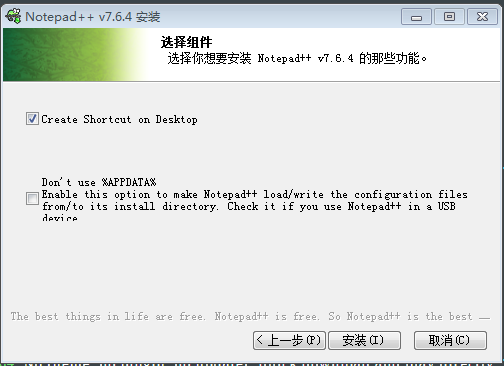 Notepad++ v7.6.4 安装
选择组件
选择你想要安装 Notepad++ v7.6.4 的那些功能。
Create Shortcut on Desktop
Don't use %APPDATA%
Enable this option to make Notepad++ load/write the configuration files
from/to its install directory. Check it if you use Notepad++ in a USB
device.
The best things in life are free. Notepad++ is free. So Notepad++ is the best
< 上一步(P)
安装(I)
取消(C)